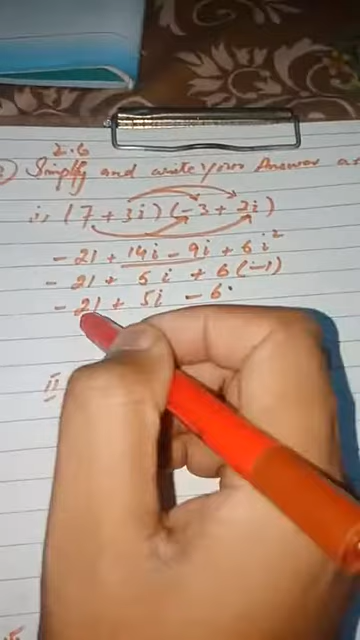 2.6
Simplify and write your Answer a
i, (7 + 3i) (-3 + 2i)
-21 + 14i - 9i + 6i²
-21 + 5i + 6(-1)
-21 + 5i - 6
ii